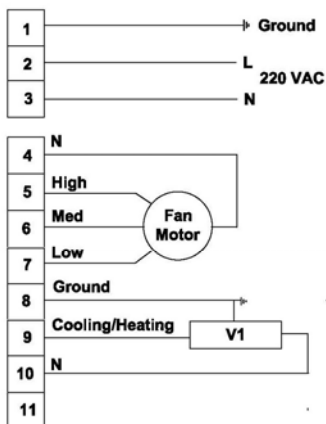 1 Ground
2 L
220 VAC
3 N
4 N
5 High
6 Med
Fan
Motor
7 Low
8 Ground
9 Cooling/Heating
V1
10 N
11